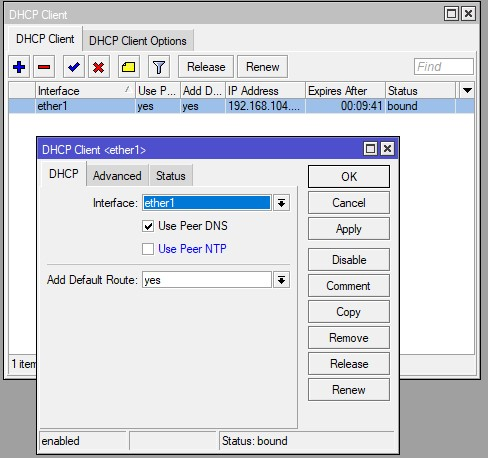 DHCP Client
DHCP Client DHCP Client Options
Release Renew Find
Interface / Use P... Add D... IP Address Expires After Status
ether1 yes yes 192.168.104.... 00:09:41 bound
DHCP Client <ether1>
DHCP Advanced Status
Interface: ether1
Use Peer DNS
Use Peer NTP
Add Default Route: yes
OK
Cancel
Apply
Disable
Comment
Copy
Remove
Release
Renew
1 item
enabled Status: bound